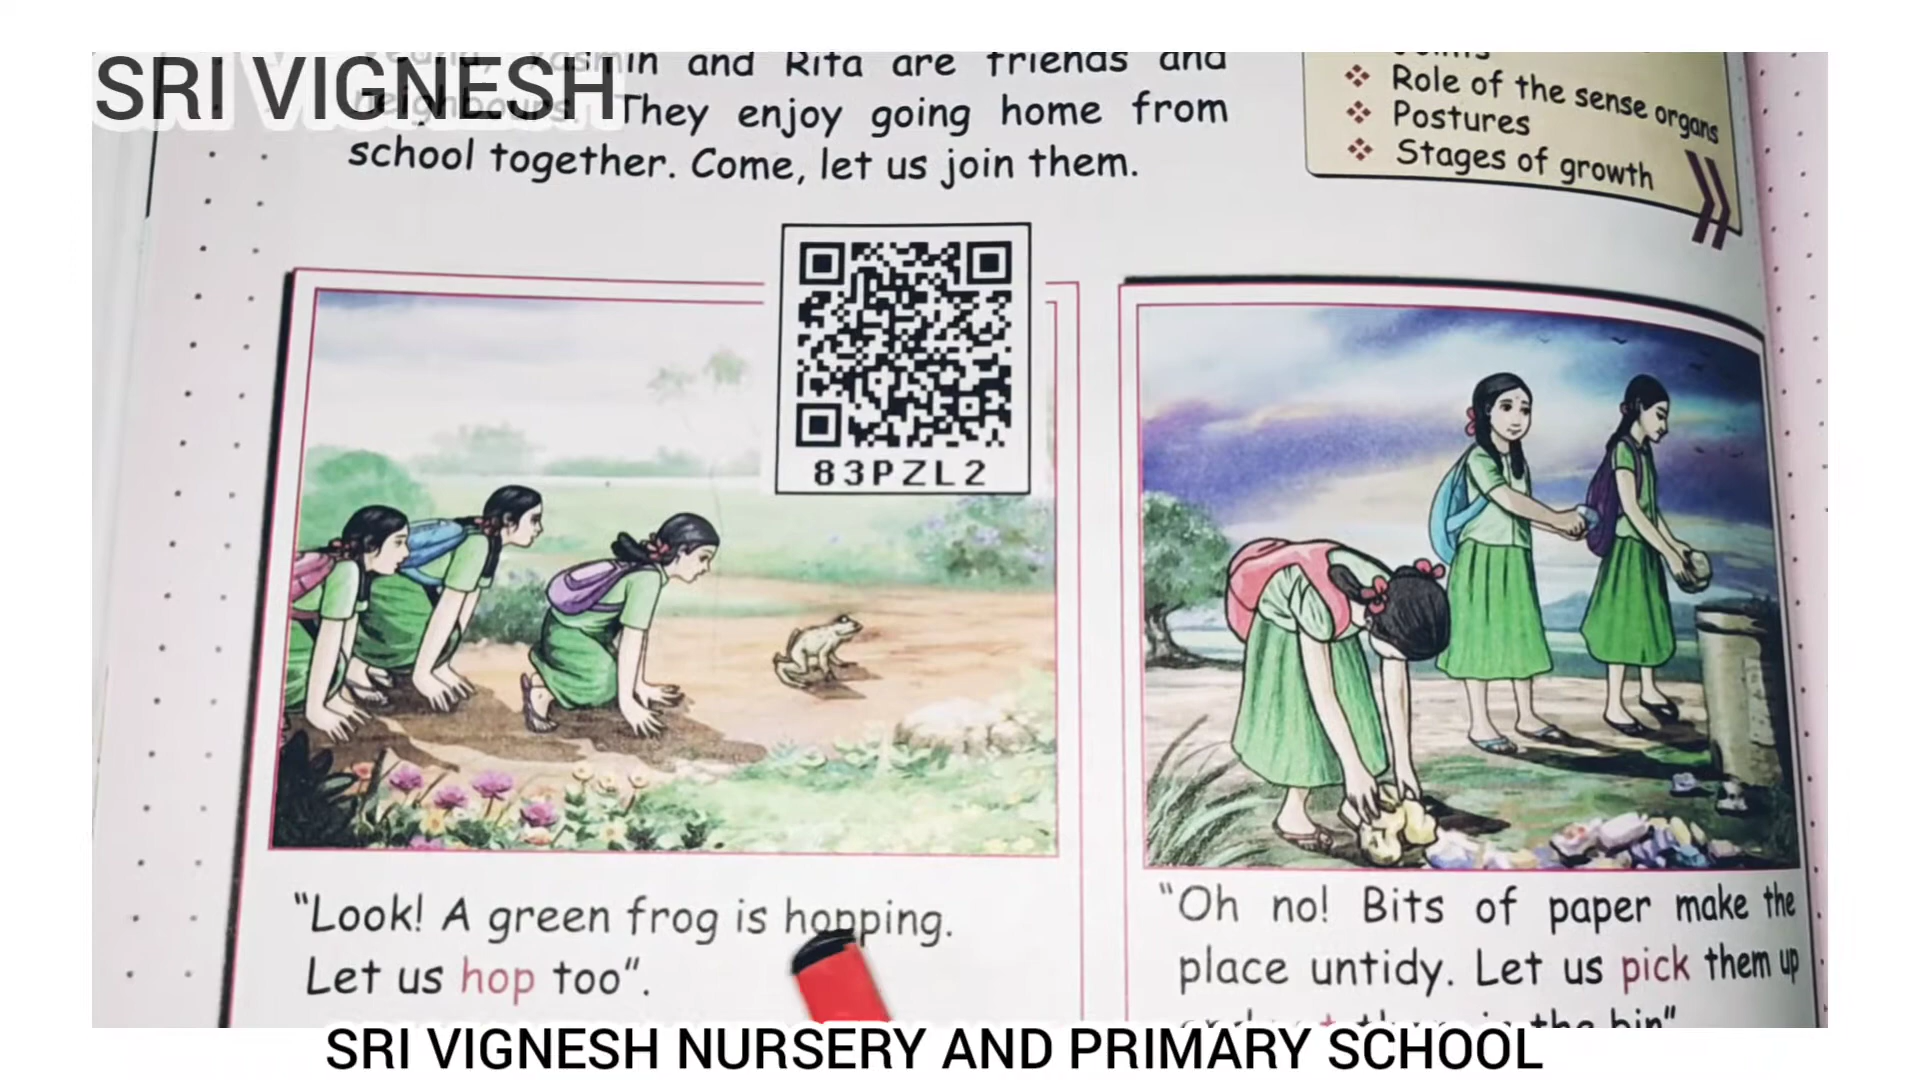 SRI VIGNESH
and Rita are friends and
They enjoy going home from
school together. Come, let us join them.
Role of the sense organs
Postures
Stages of growth
83PZL2
"Look! A green frog is hopping.
Let us hop too".
"Oh no! Bits of paper make the
place untidy. Let us pick them up
bin"
SRI VIGNESH NURSERY AND PRIMARY SCHOOL